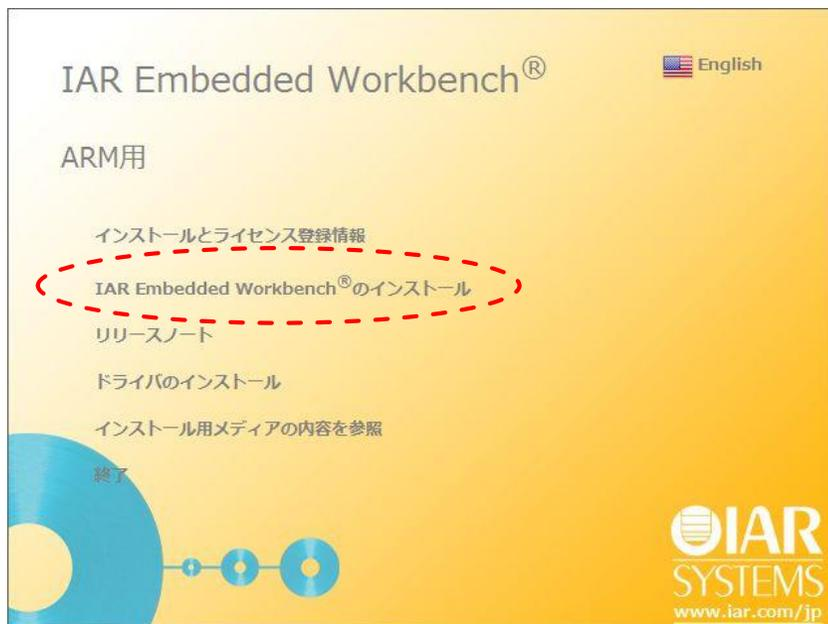 IAR Embedded Workbench®
English
ARM用
インストールとライセンス登録情報
IAR Embedded Workbench®のインストール
リリースノート
ドライバのインストール
インストール用メディアの内容を参照
終了
IAR
SYSTEMS
www.iar.com/jp